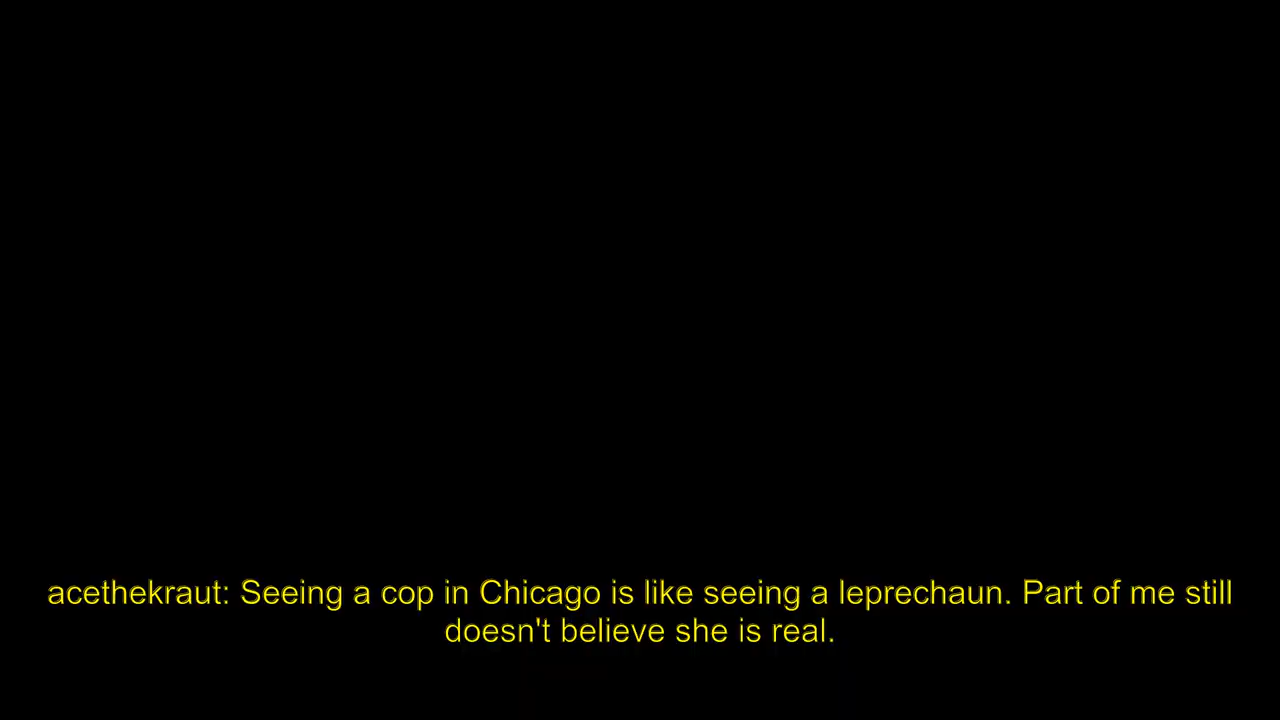 acethekraut: Seeing a cop in Chicago is like seeing a leprechaun. Part of me still
doesn't believe she is real.